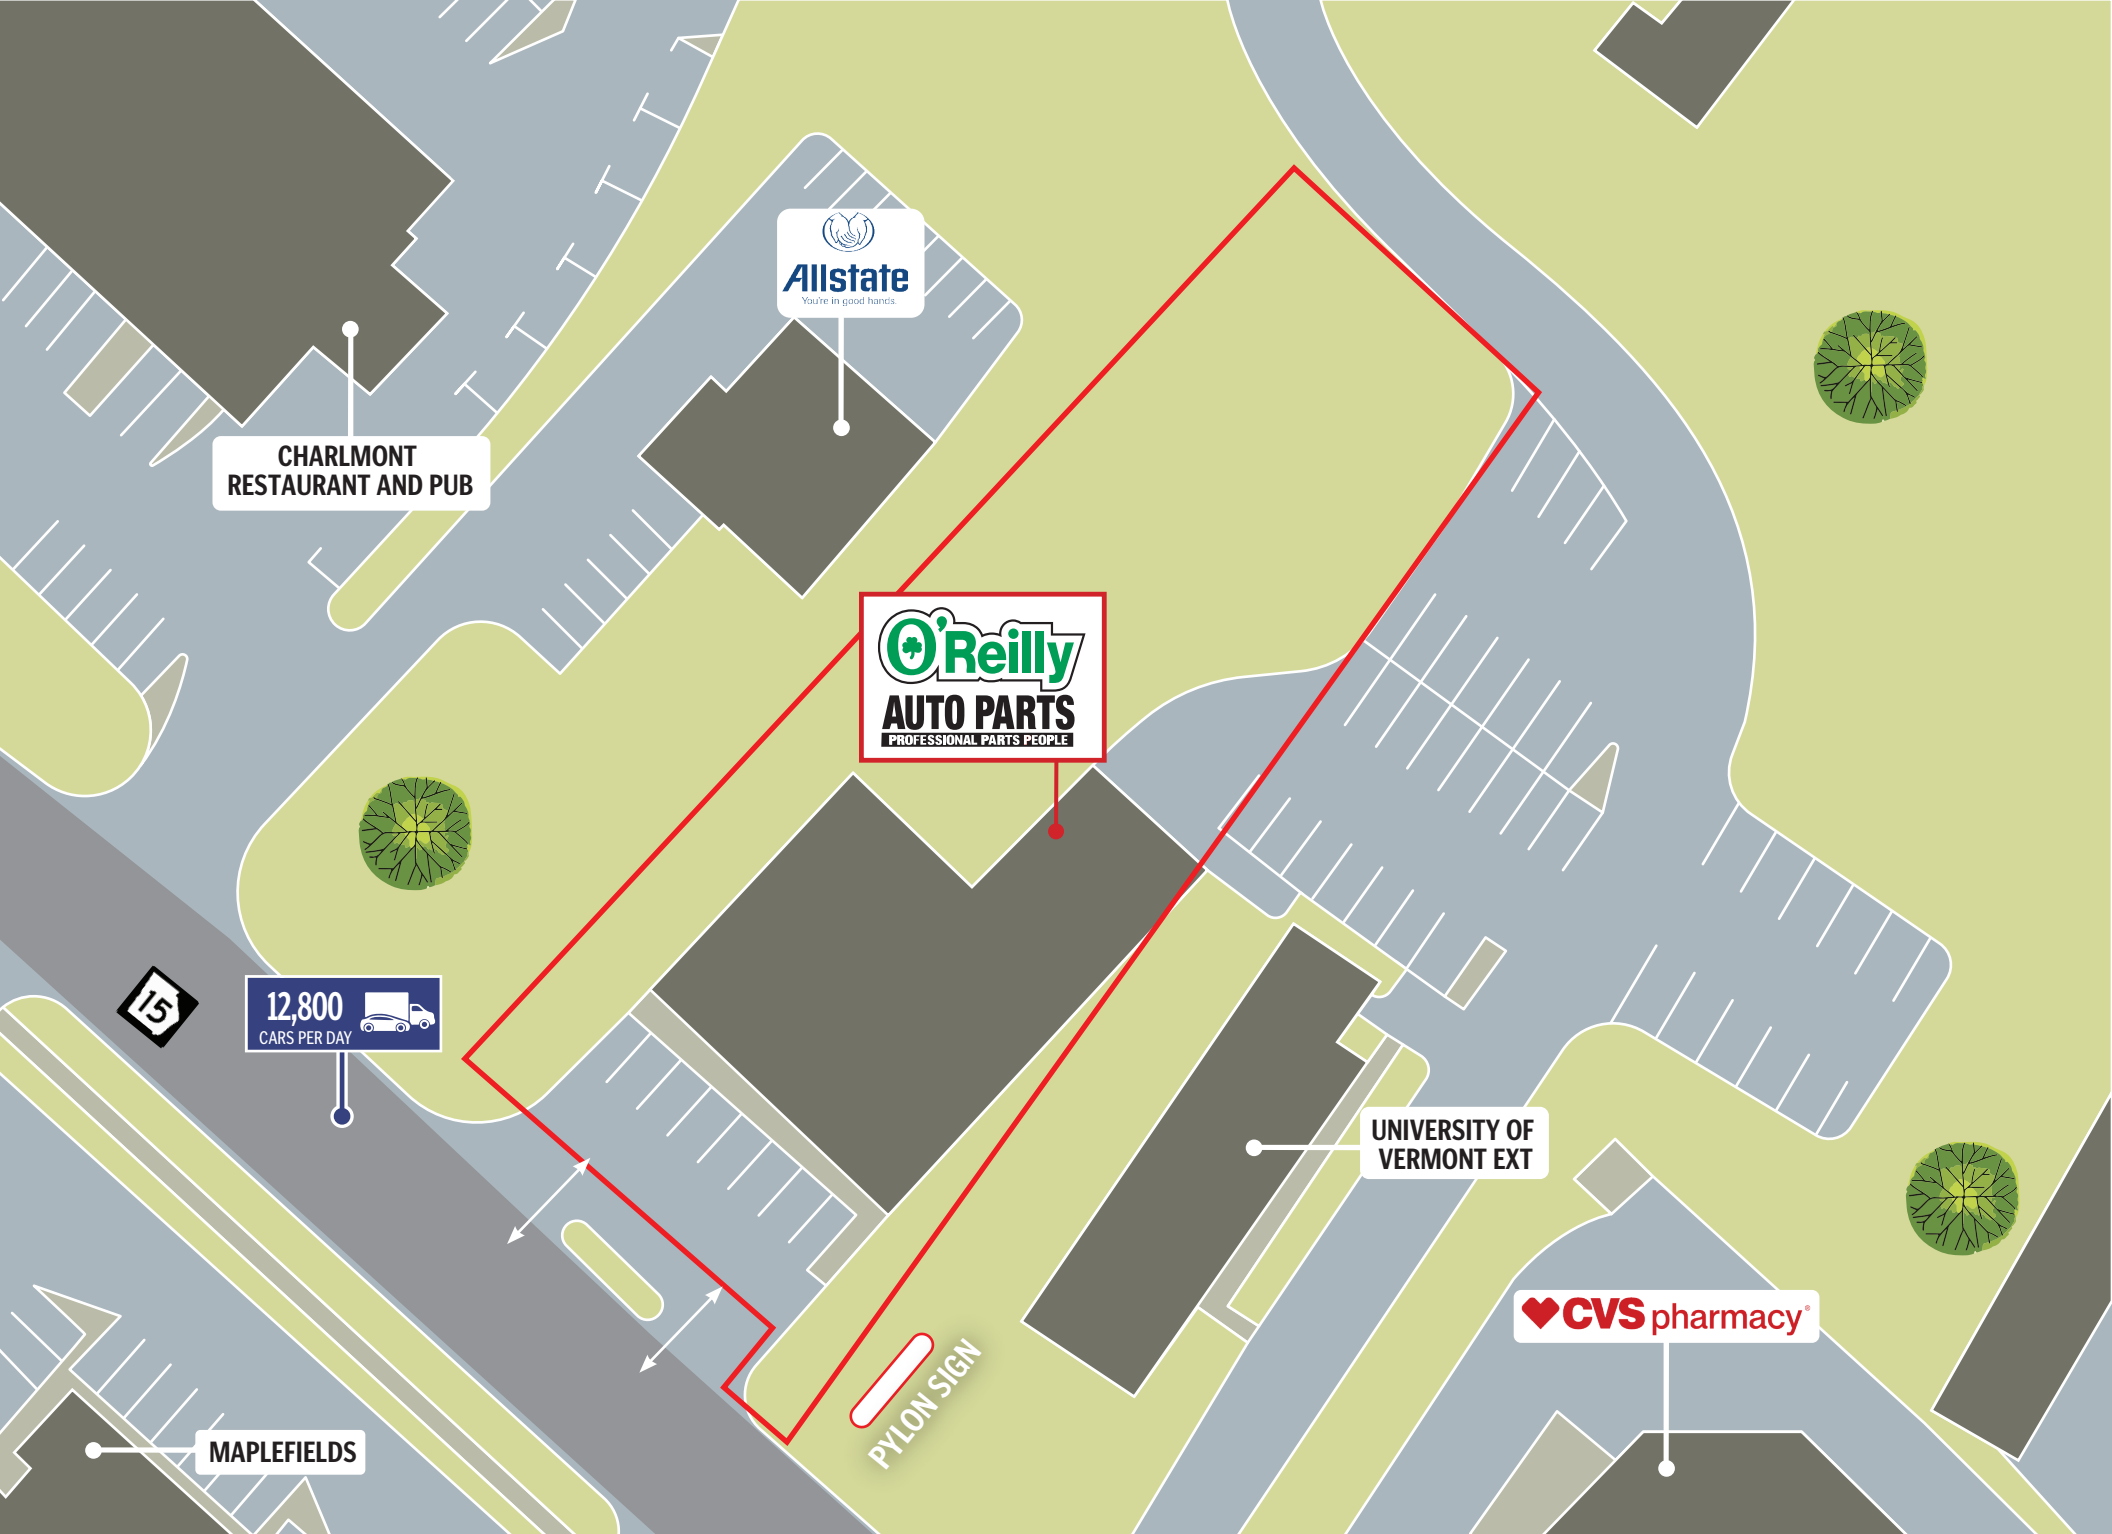 Allstate
You're in good hands.
CHARLMONT
RESTAURANT AND PUB
O'Reilly
AUTO PARTS
PROFESSIONAL PARTS PEOPLE
15
12,800
CARS PER DAY
UNIVERSITY OF
VERMONT EXT
CVS pharmacy®
PYLON SIGN
MAPLEFIELDS